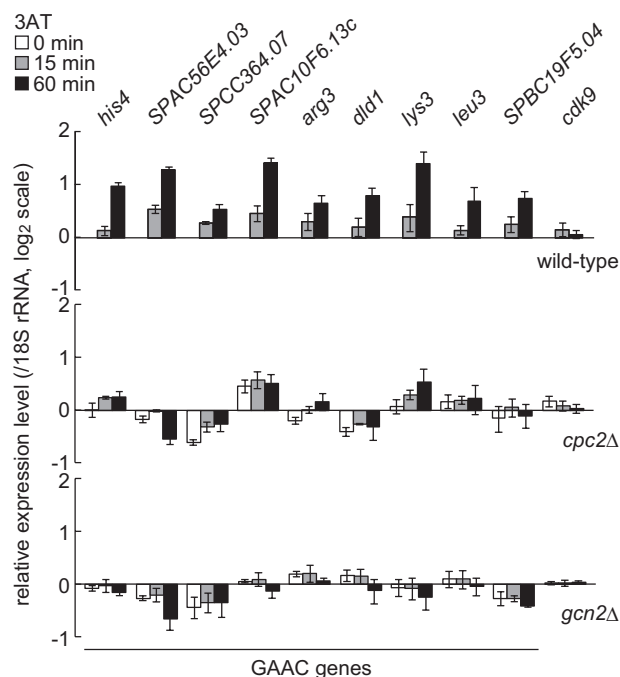 3AT
0 min
15 min
60 min
his4
SPAC56E4.03
SPCC364.07
SPAC10F6.13c
arg3
dld1
lys3
leu3
SPBC19F5.04
cdk9
relative expression level (/18S rRNA, log₂ scale)
2
1
0
-1
wild-type
2
1
0
-1
cpc2Δ
2
1
0
-1
gcn2Δ
GAAC genes